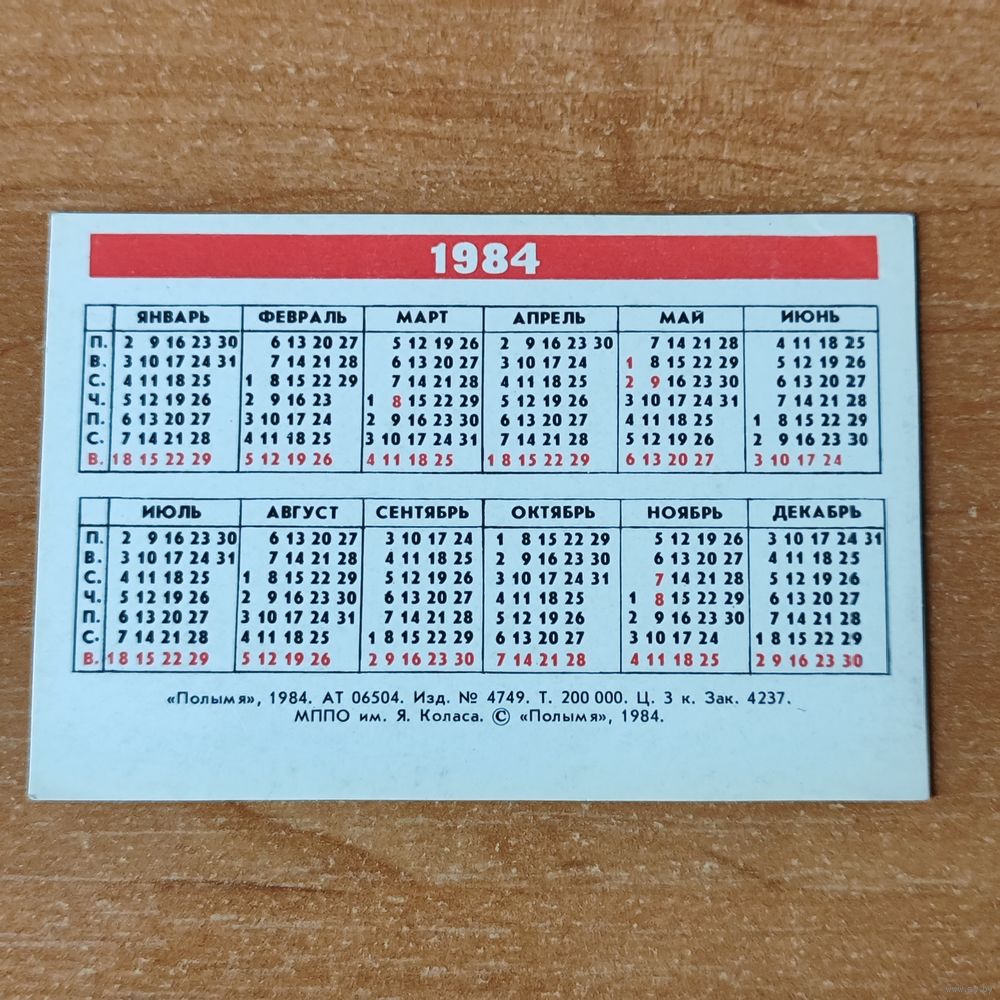 1984
ЯНВАРЬ ФЕВРАЛЬ МАРТ АПРЕЛЬ МАЙ ИЮНЬ
П. 2 9 16 23 30 6 13 20 27 5 12 19 26 2 9 16 23 30 7 14 21 28 4 11 18 25
В. 3 10 17 24 31 7 14 21 28 6 13 20 27 3 10 17 24 1 8 15 22 29 5 12 19 26
С. 4 11 18 25 1 8 15 22 29 7 14 21 28 4 11 18 25 2 9 16 23 30 6 13 20 27
Ч. 5 12 19 26 2 9 16 23 1 8 15 22 29 5 12 19 26 3 10 17 24 31 7 14 21 28
П. 6 13 20 27 3 10 17 24 2 9 16 23 30 6 13 20 27 4 11 18 25 1 8 15 22 29
С. 7 14 21 28 4 11 18 25 3 10 17 24 31 7 14 21 28 5 12 19 26 2 9 16 23 30
В. 1 8 15 22 29 5 12 19 26 4 11 18 25 1 8 15 22 29 6 13 20 27 3 10 17 24
ИЮЛЬ АВГУСТ СЕНТЯБРЬ ОКТЯБРЬ НОЯБРЬ ДЕКАБРЬ
П. 2 9 16 23 30 6 13 20 27 3 10 17 24 1 8 15 22 29 5 12 19 26 3 10 17 24 31
В. 3 10 17 24 31 7 14 21 28 4 11 18 25 2 9 16 23 30 6 13 20 27 4 11 18 25
С. 4 11 18 25 1 8 15 22 29 5 12 19 26 3 10 17 24 31 7 14 21 28 5 12 19 26
Ч. 5 12 19 26 2 9 16 23 30 6 13 20 27 4 11 18 25 1 8 15 22 29 6 13 20 27
П. 6 13 20 27 3 10 17 24 31 7 14 21 28 5 12 19 26 2 9 16 23 30 7 14 21 28
С. 7 14 21 28 4 11 18 25 1 8 15 22 29 6 13 20 27 3 10 17 24 1 8 15 22 29
В. 1 8 15 22 29 5 12 19 26 2 9 16 23 30 7 14 21 28 4 11 18 25 2 9 16 23 30
«Полымя», 1984. АТ 06504. Изд. № 4749. Т. 200 000. Ц. 3 к. Зак. 4237.
МППО им. Я. Коласа. © «Полымя», 1984.